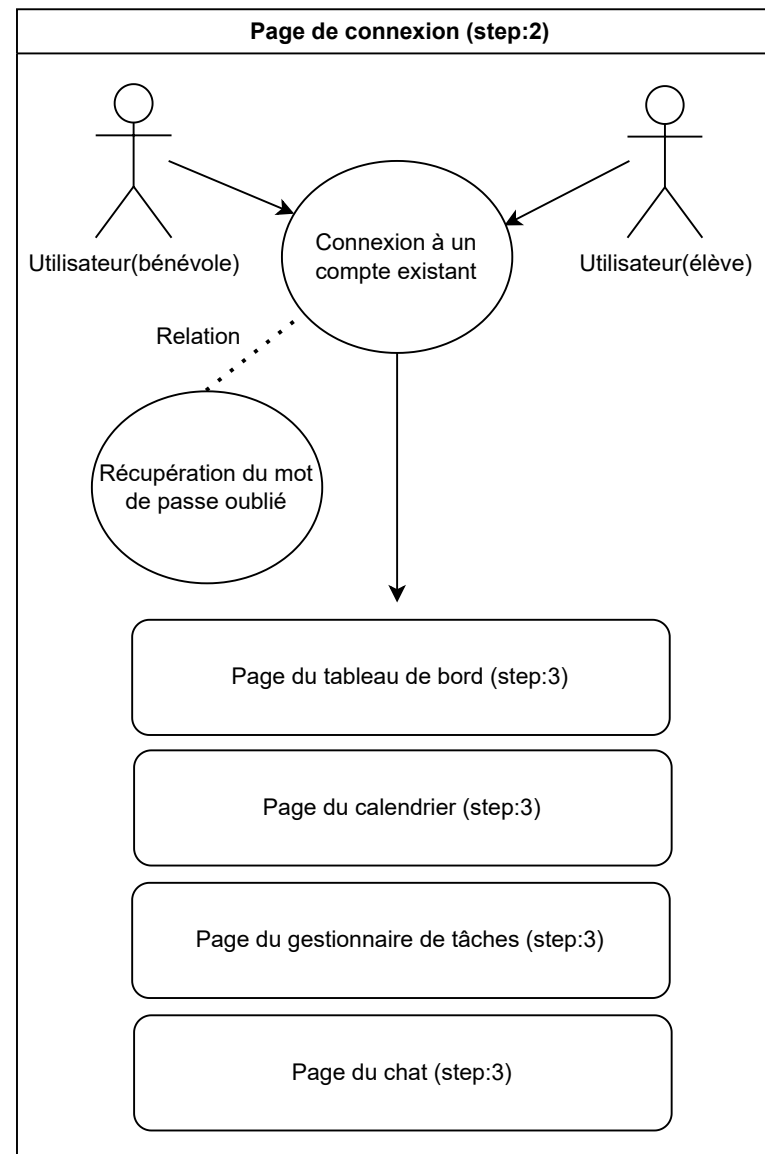 Page de connexion (step:2)
Utilisateur(bénévole)
Connexion à un
compte existant
Utilisateur(élève)
Relation
Récupération du mot
de passe oublié
Page du tableau de bord (step:3)
Page du calendrier (step:3)
Page du gestionnaire de tâches (step:3)
Page du chat (step:3)